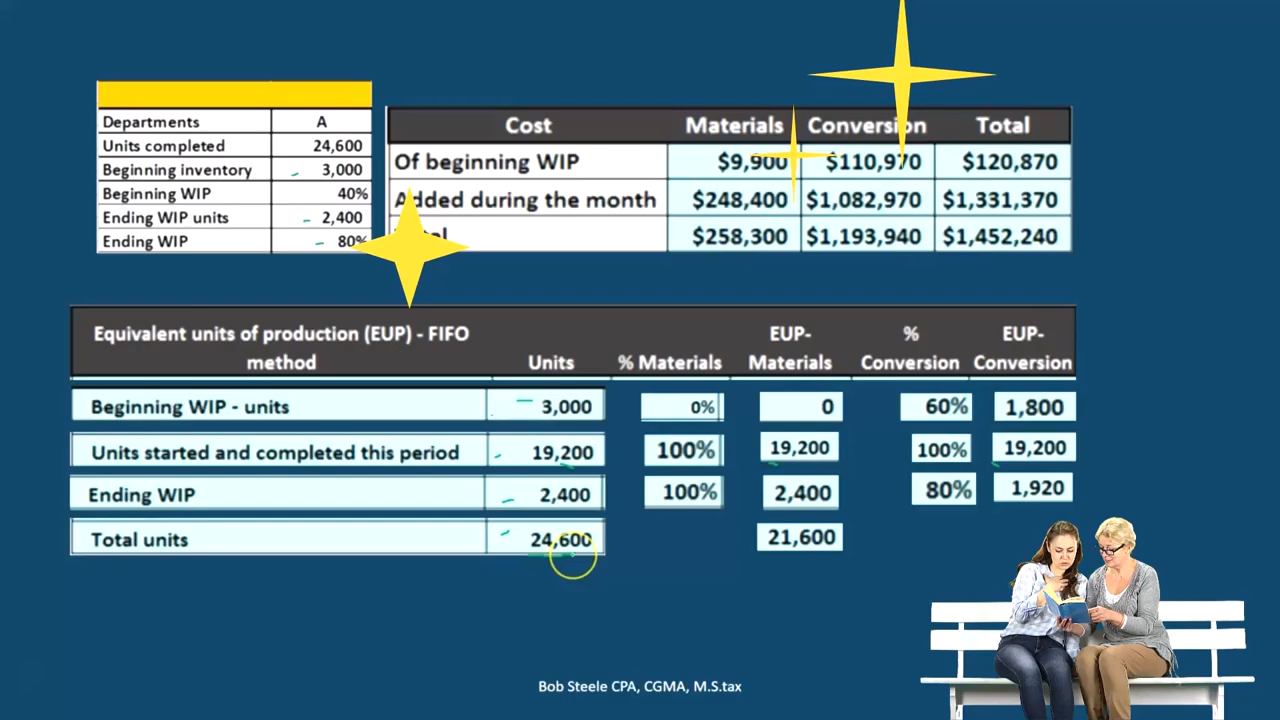 Departments A
Units completed 24,600
Beginning inventory 3,000
Beginning WIP 40%
Ending WIP units 2,400
Ending WIP 80%
Cost Materials Conversion Total
Of beginning WIP $9,900 $110,970 $120,870
Added during the month $248,400 $1,082,970 $1,331,370
$258,300 $1,193,940 $1,452,240
Equivalent units of production (EUP) - FIFO
method Units % Materials EUP-
Materials %
Conversion EUP-
Conversion
Beginning WIP - units 3,000 0% 0 60% 1,800
Units started and completed this period 19,200 100% 19,200 100% 19,200
Ending WIP 2,400 100% 2,400 80% 1,920
Total units 24,600 21,600
Bob Steele CPA, CGMA, M.S.tax